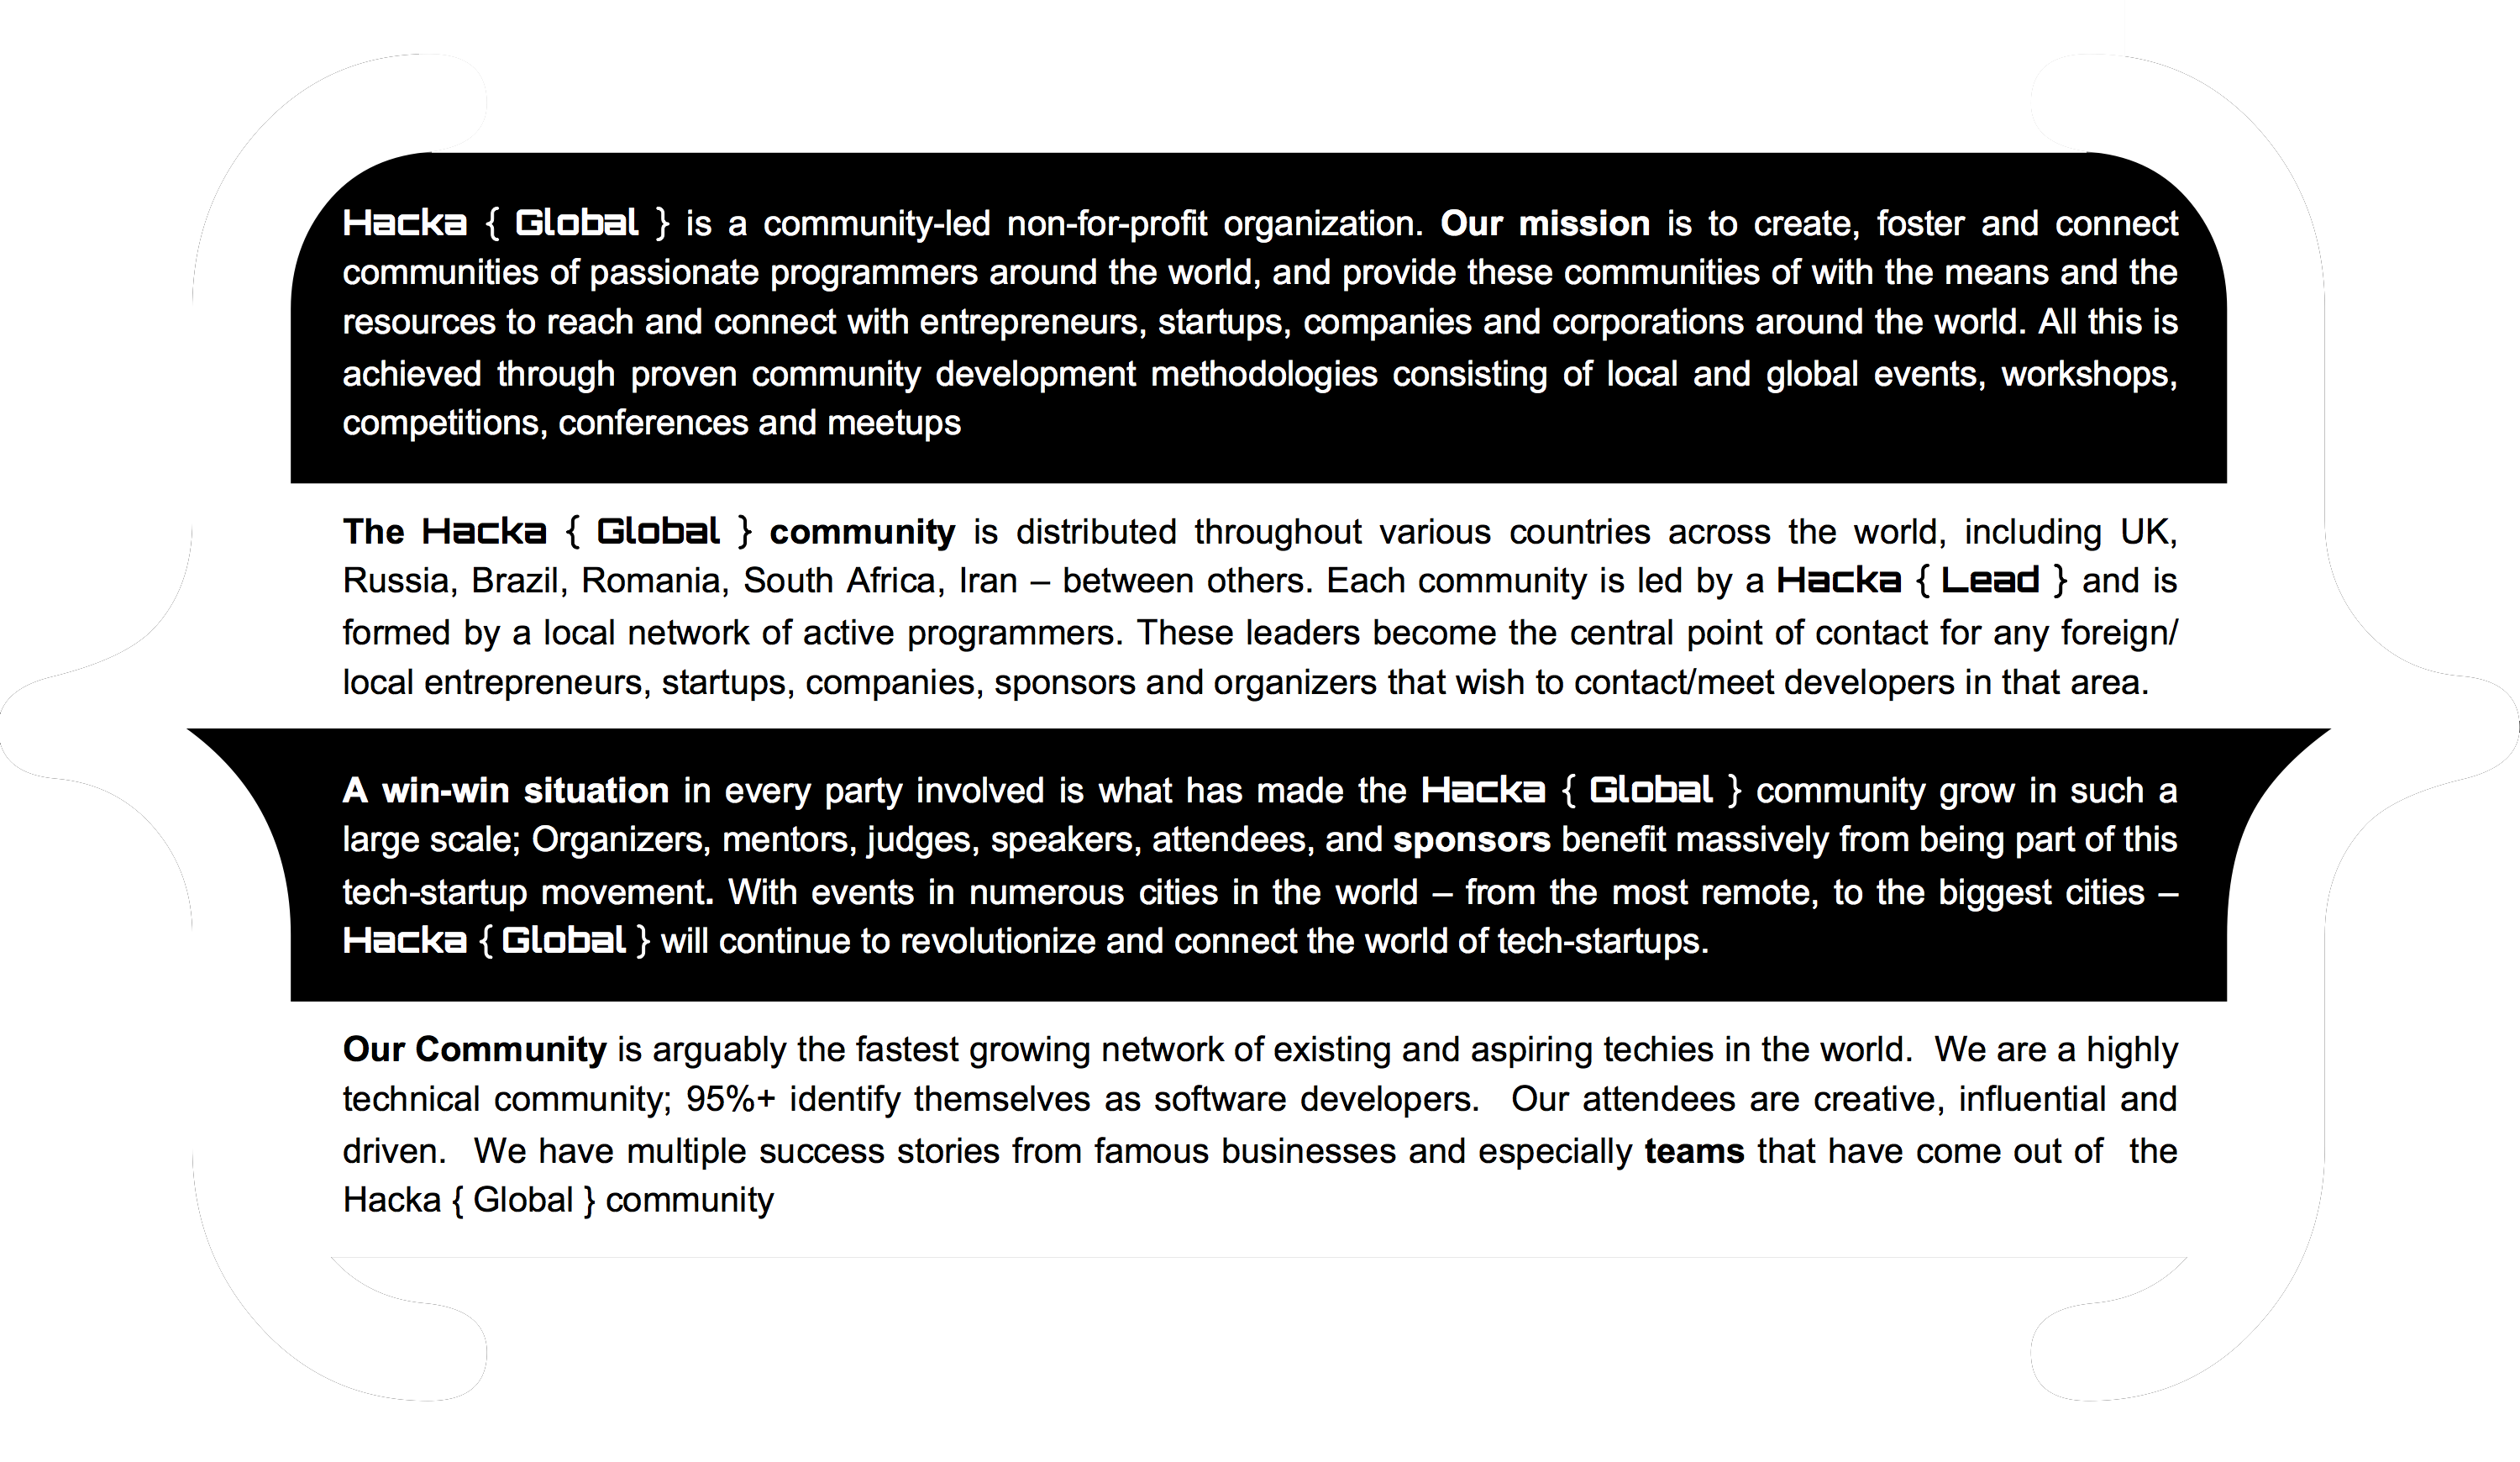 Hacka { Global } is a community-led non-for-profit organization. Our mission is to create, foster and connect
communities of passionate programmers around the world, and provide these communities of with the means and the
resources to reach and connect with entrepreneurs, startups, companies and corporations around the world. All this is
achieved through proven community development methodologies consisting of local and global events, workshops,
competitions, conferences and meetups
The Hacka { Global } community is distributed throughout various countries across the world, including UK,
Russia, Brazil, Romania, South Africa, Iran – between others. Each community is led by a Hacka { Lead } and is
formed by a local network of active programmers. These leaders become the central point of contact for any foreign/
local entrepreneurs, startups, companies, sponsors and organizers that wish to contact/meet developers in that area.
A win-win situation in every party involved is what has made the Hacka { Global } community grow in such a
large scale; Organizers, mentors, judges, speakers, attendees, and sponsors benefit massively from being part of this
tech-startup movement. With events in numerous cities in the world – from the most remote, to the biggest cities –
Hacka { Global } will continue to revolutionize and connect the world of tech-startups.
Our Community is arguably the fastest growing network of existing and aspiring techies in the world.  We are a highly
technical community; 95%+ identify themselves as software developers.  Our attendees are creative, influential and
driven.  We have multiple success stories from famous businesses and especially teams that have come out of  the
Hacka { Global } community